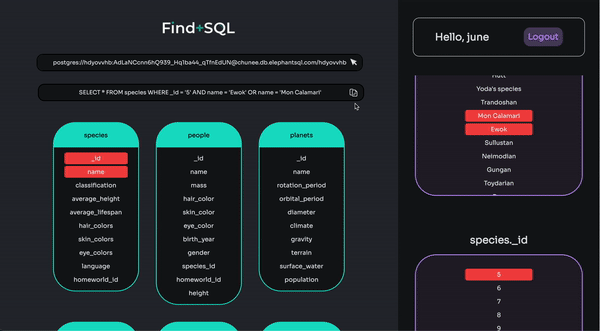 Find+SQL
postgres://hdyovvhb:AdLaNCcnn6hQ939_Hq1ba44_qTfnEdUN@chunee.db.elephantsql.com/hdyovvhb
SELECT * FROM species WHERE _id = '5' AND name = 'Ewok' OR name = 'Mon Calamari'
species
_id
name
classification
average_height
average_lifespan
hair_colors
skin_colors
eye_colors
language
homeworld_id
people
_id
name
mass
hair_color
skin_color
eye_color
birth_year
gender
species_id
homeworld_id
height
planets
_id
name
rotation_period
orbital_period
diameter
climate
gravity
terrain
surface_water
population
Hello, june
Logout
Yoda's species
Trandoshan
Mon Calamari
Ewok
Sullustan
Neimodian
Gungan
Toydarian
species._id
5
6
7
8
9